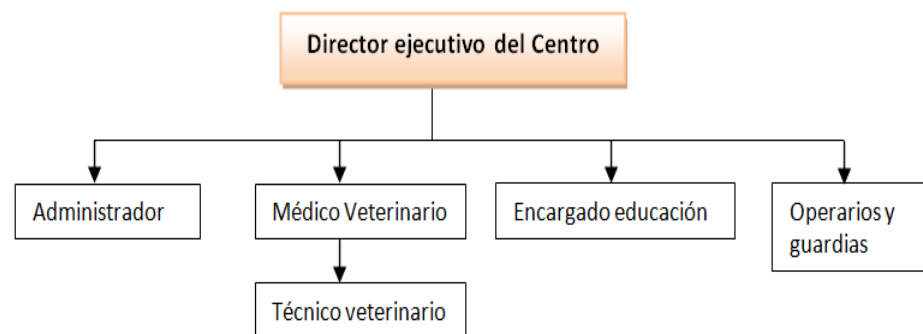 Director ejecutivo del Centro
Administrador
Médico Veterinario
Encargado educación
Operarios y
guardias
Técnico veterinario